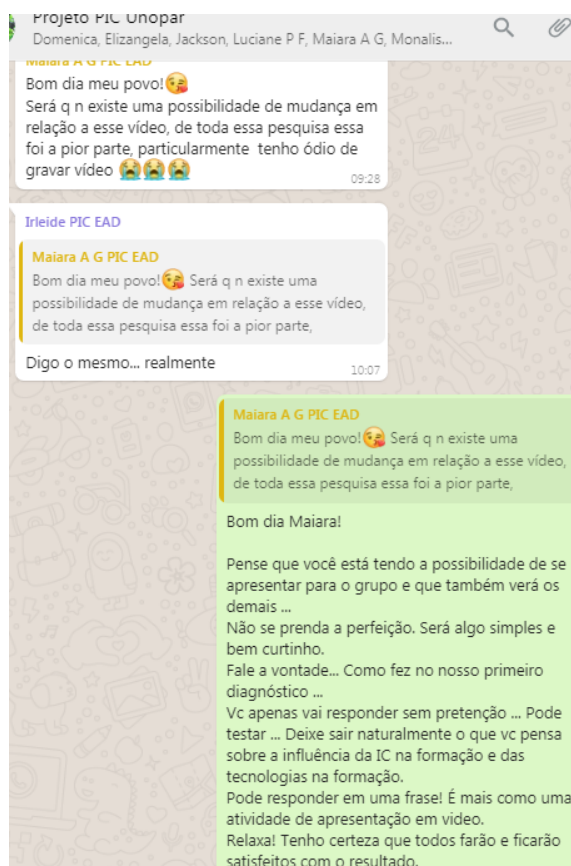 Projeto PIC Unopar
Domenica, Elizangela, Jackson, Luciane P F, Maiara A G, Monalis...
Maiara A G PIC EAD
Bom dia meu povo!😘
Será q n existe uma possibilidade de mudança em
relação a esse vídeo, de toda essa pesquisa essa
foi a pior parte, particularmente tenho ódio de
gravar vídeo 😭😭😭
09:28
Irleide PIC EAD
Maiara A G PIC EAD
Bom dia meu povo!😘 Será q n existe uma
possibilidade de mudança em relação a esse vídeo,
de toda essa pesquisa essa foi a pior parte,
Digo o mesmo... realmente
10:07
Maiara A G PIC EAD
Bom dia meu povo!😘 Será q n existe uma
possibilidade de mudança em relação a esse vídeo,
de toda essa pesquisa essa foi a pior parte,
Bom dia Maiara!
Pense que você está tendo a possibilidade de se
apresentar para o grupo e que também verá os
demais ...
Não se prenda a perfeição. Será algo simples e
bem curtinho.
Fale a vontade... Como fez no nosso primeiro
diagnóstico ...
Vc apenas vai responder sem pretenção ... Pode
testar ... Deixe sair naturalmente o que vc pensa
sobre a influência da IC na formação e das
tecnologias na formação.
Pode responder em uma frase! É mais como uma
atividade de apresentação em video.
Relaxa! Tenho certeza que todos farão e ficarão
satisfeitos com o resultado.